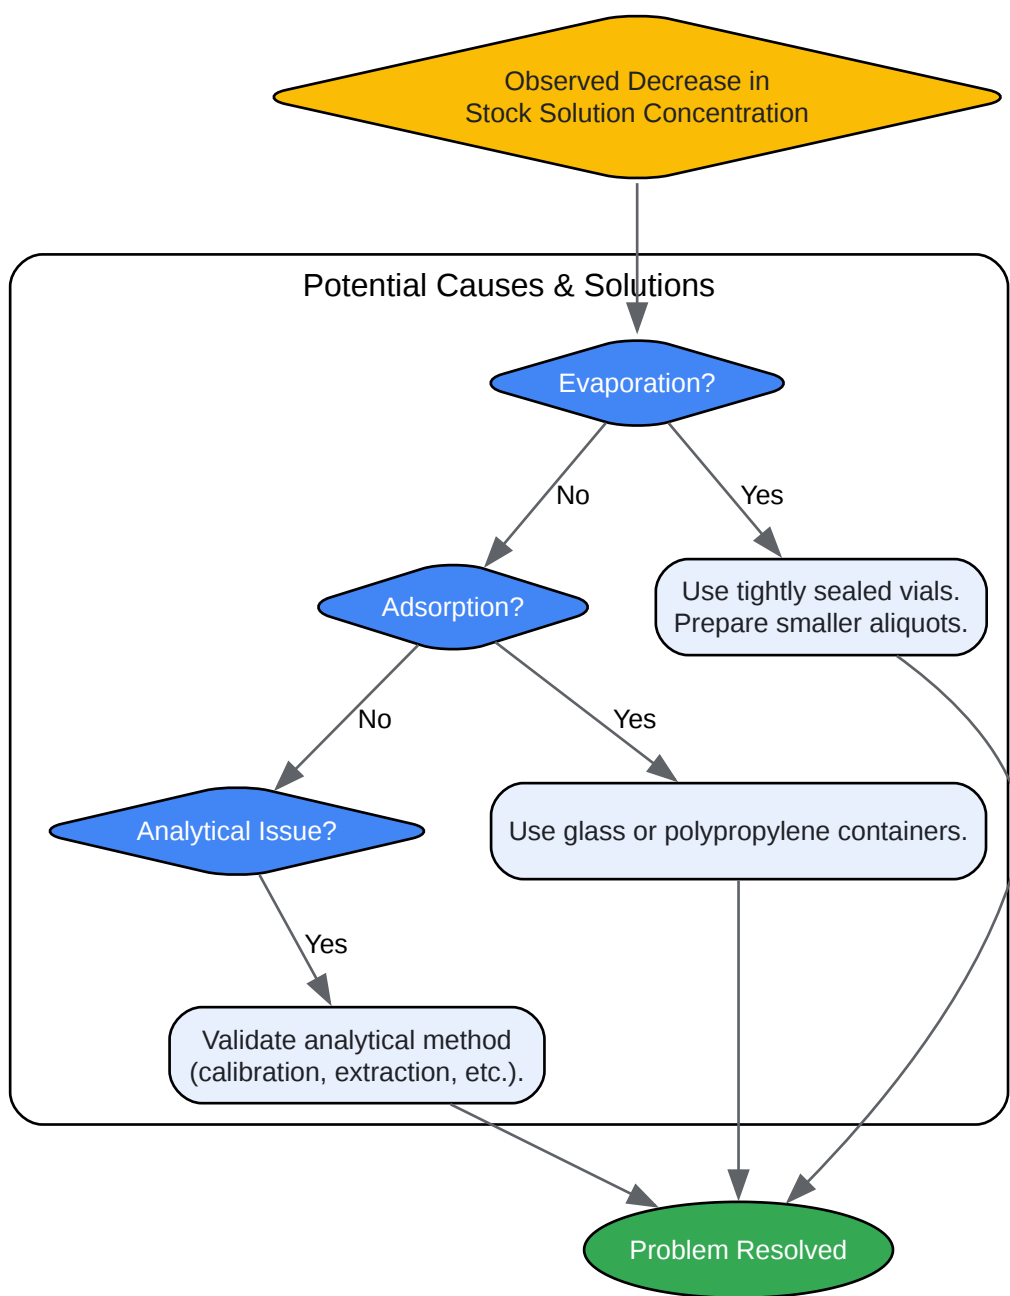 Observed Decrease in
Stock Solution Concentration
Potential Causes & Solutions
Evaporation?
No
Yes
Adsorption?
Use tightly sealed vials.
Prepare smaller aliquots.
No
Yes
Analytical Issue?
Use glass or polypropylene containers.
Yes
Validate analytical method
(calibration, extraction, etc.).
Problem Resolved